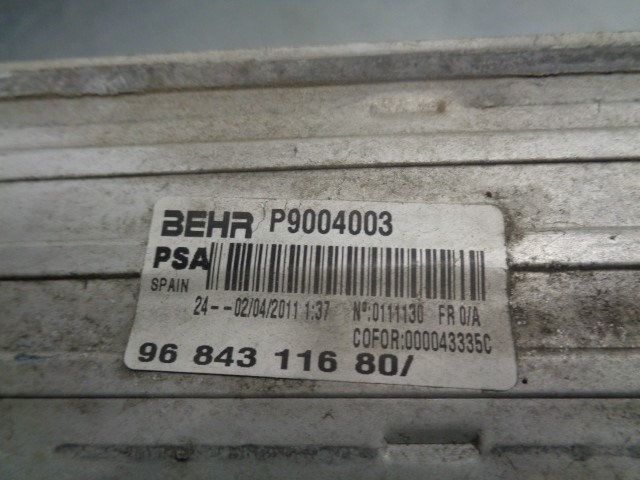 BEHR P9004003
PSA
SPAIN
24--02/04/2011 1:37 Nº:0111130 FR 0/A
COFOR:000043335C
96 843 116 80/